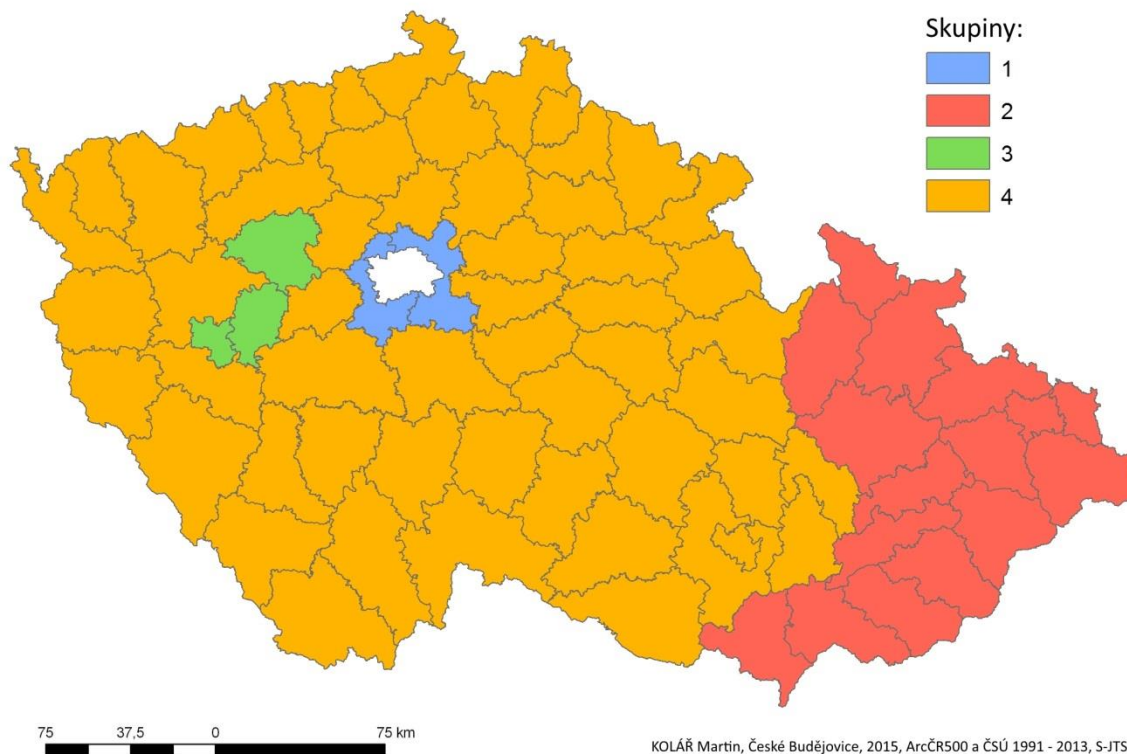 Skupiny:
1
2
3
4
75 37,5 0 75 km
KOLÁŘ Martin, České Budějovice, 2015, ArcČR500 a ČSÚ 1991 - 2013, S-JTS